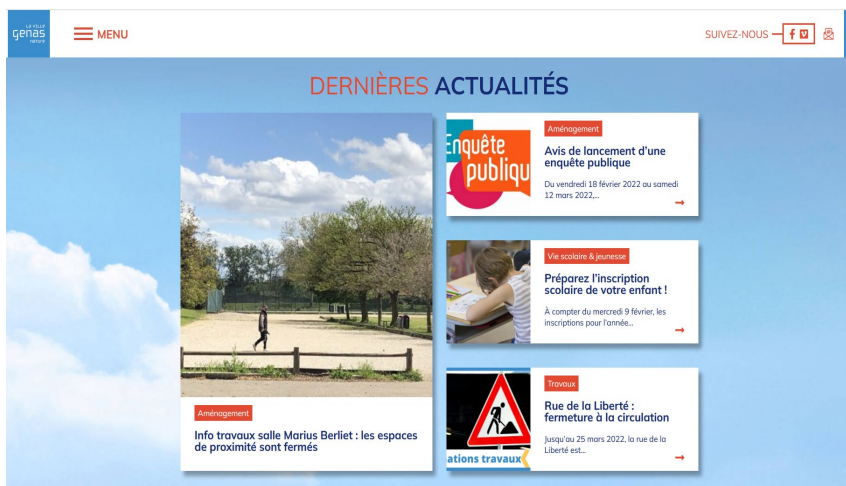 LA VILLE
genas
nature
MENU
SUIVEZ-NOUS
DERNIÈRES ACTUALITÉS
Aménagement
Info travaux salle Marius Berliet : les espaces
de proximité sont fermés
Enquête
publiqu
Aménagement
Avis de lancement d'une
enquête publique
Du vendredi 18 février 2022 au samedi
12 mars 2022,...
Vie scolaire & jeunesse
Préparez l'inscription
scolaire de votre enfant !
À compter du mercredi 9 février, les
inscriptions pour l'année...
ations travaux
Travaux
Rue de la Liberté :
fermeture à la circulation
Jusqu'au 25 mars 2022, la rue de la
Liberté est...